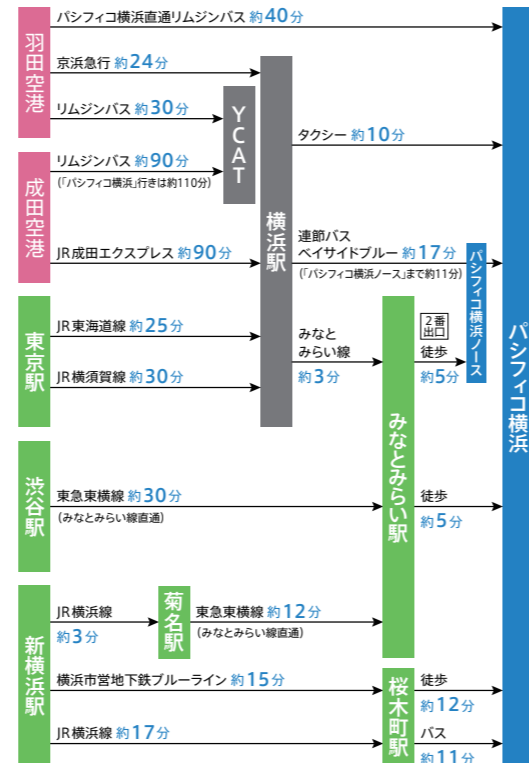 羽田空港
パシフィコ横浜直通リムジンバス 約40分
京浜急行 約24分
リムジンバス 約30分
YCAT
成田空港
リムジンバス 約90分
(「パシフィコ横浜」行きは約110分)
JR成田エクスプレス 約90分
横浜駅
タクシー 約10分
連節バス
ベイサイドブルー 約17分
(「パシフィコ横浜ノース」まで約11分)
パシフィコ横浜ノース
パシフィコ横浜
東京駅
JR東海道線 約25分
JR横須賀線 約30分
みなと
みらい線
約3分
みなとみらい駅
2番
出口
徒歩
約5分
渋谷駅
東急東横線 約30分
(みなとみらい線直通)
徒歩
約5分
新横浜駅
JR横浜線
約3分
菊名駅
東急東横線 約12分
(みなとみらい線直通)
横浜市営地下鉄ブルーライン 約15分
JR横浜線 約17分
桜木町駅
徒歩
約12分
バス
約11分